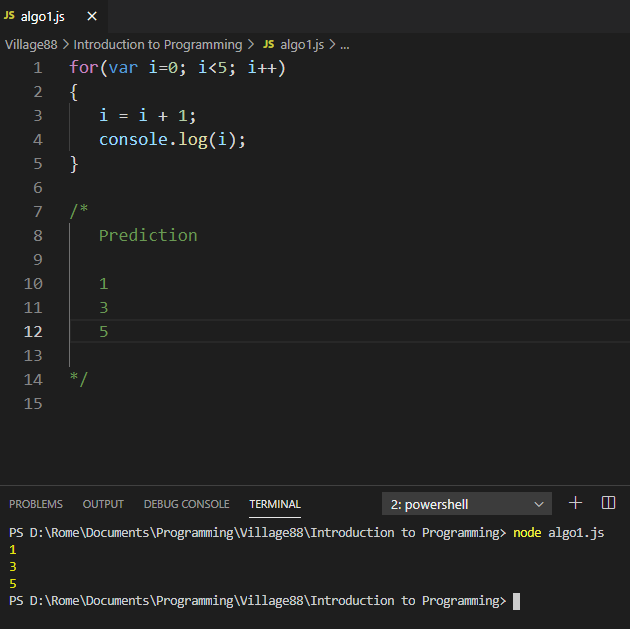 JS algo1.js ×
Village88 > Introduction to Programming > JS algo1.js > ...
1 for(var i=0; i<5; i++)
2 {
3 i = i + 1;
4 console.log(i);
5 }
6
7 /*
8 Prediction
9
10 1
11 3
12 5
13
14 */
15
PROBLEMS OUTPUT DEBUG CONSOLE TERMINAL 2: powershell
PS D:\Rome\Documents\Programming\Village88\Introduction to Programming> node algo1.js
1
3
5
PS D:\Rome\Documents\Programming\Village88\Introduction to Programming>